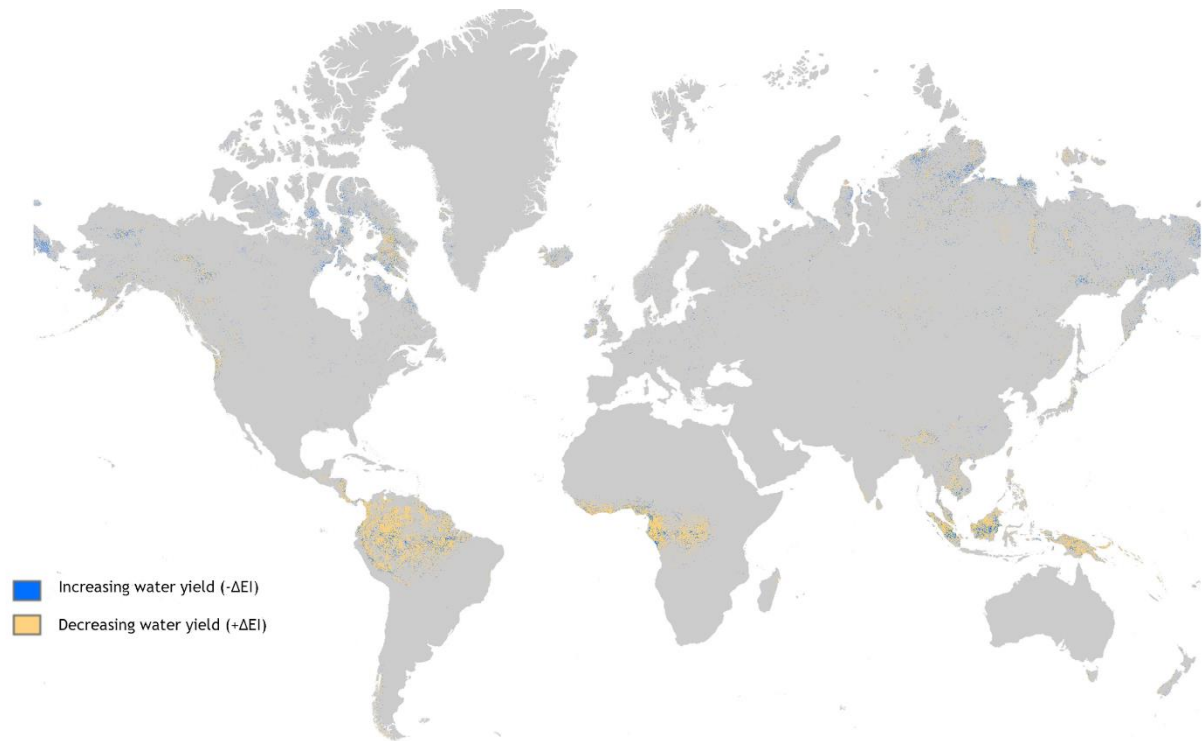 Increasing water yield (-ΔEI)
Decreasing water yield (+ΔEI)